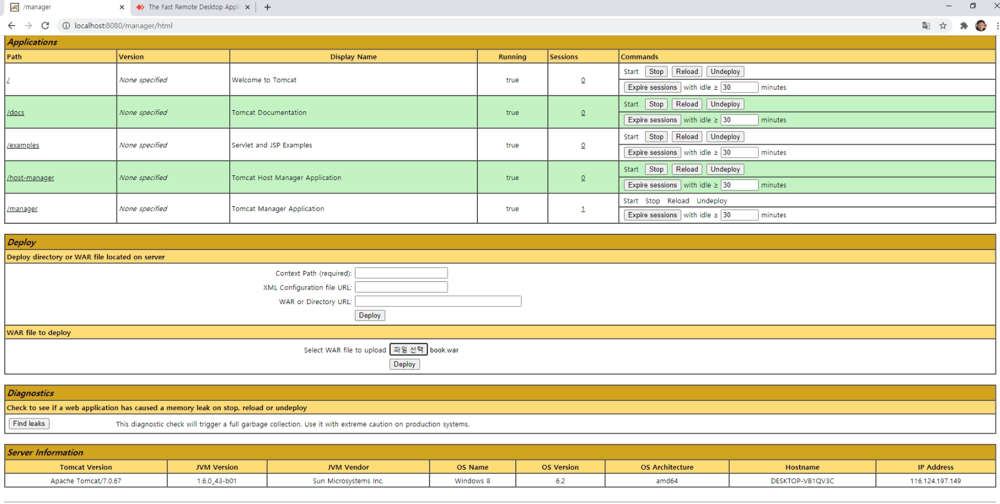 /manager
The Fast Remote Desktop Appli
localhost:8080/manager/html
Applications
Path Version Display Name Running Sessions Commands
/ None specified Welcome to Tomcat true 0 Start Stop Reload Undeploy
Expire sessions with idle ≥ 30 minutes
/docs None specified Tomcat Documentation true 0 Start Stop Reload Undeploy
Expire sessions with idle ≥ 30 minutes
/examples None specified Servlet and JSP Examples true 0 Start Stop Reload Undeploy
Expire sessions with idle ≥ 30 minutes
/host-manager None specified Tomcat Host Manager Application true 0 Start Stop Reload Undeploy
Expire sessions with idle ≥ 30 minutes
/manager None specified Tomcat Manager Application true 1 Start Stop Reload Undeploy
Expire sessions with idle ≥ 30 minutes
Deploy
Deploy directory or WAR file located on server
Context Path (required):
XML Configuration file URL:
WAR or Directory URL:
Deploy
WAR file to deploy
Select WAR file to upload 파일 선택 book.war
Deploy
Diagnostics
Check to see if a web application has caused a memory leak on stop, reload or undeploy
Find leaks This diagnostic check will trigger a full garbage collection. Use it with extreme caution on production systems.
Server Information
Tomcat Version JVM Version JVM Vendor OS Name OS Version OS Architecture Hostname IP Address
Apache Tomcat/7.0.67 1.6.0_43-b01 Sun Microsystems Inc. Windows 8 6.2 amd64 DESKTOP-VB1QV3C 116.124.197.149